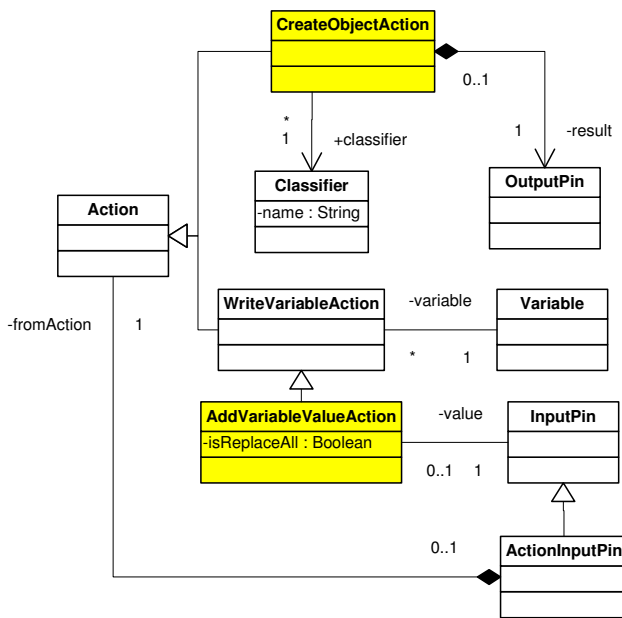 CreateObjectAction
0..1
*
1
+classifier
1
-result
Classifier
-name : String
OutputPin
Action
WriteVariableAction
-variable
Variable
-fromAction
1
*
1
AddVariableValueAction
-isReplaceAll : Boolean
-value
InputPin
0..1
1
0..1
ActionInputPin